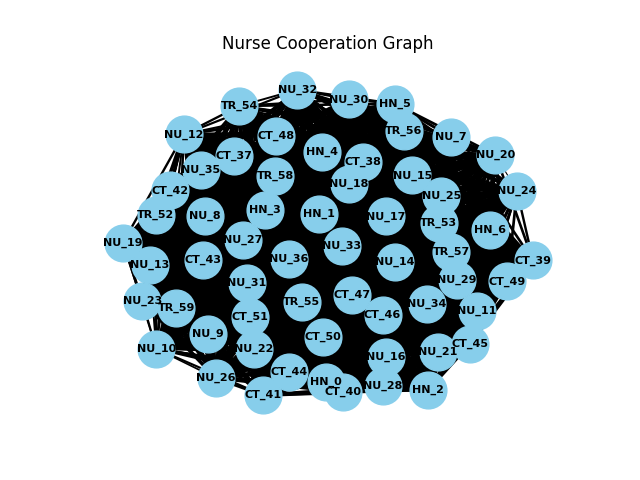 Nurse Cooperation Graph
NU_32
NU_30
HN_5
TR_54
NU_12
CT_48
TR_56
NU_7
HN_4
CT_37
CT_38
NU_20
NU_35
TR_58
NU_18
NU_15
CT_42
NU_25
NU_24
TR_52
NU_8
HN_3
HN_1
NU_17
TR_53
HN_6
NU_19
NU_27
NU_33
TR_57
NU_13
CT_43
NU_36
NU_14
CT_39
NU_31
NU_29
CT_49
NU_23
TR_59
TR_55
CT_47
NU_34
NU_11
CT_51
CT_46
NU_9
CT_50
NU_10
NU_22
NU_16
NU_21
CT_45
NU_26
CT_44
HN_0
CT_41
CT_40
NU_28
HN_2